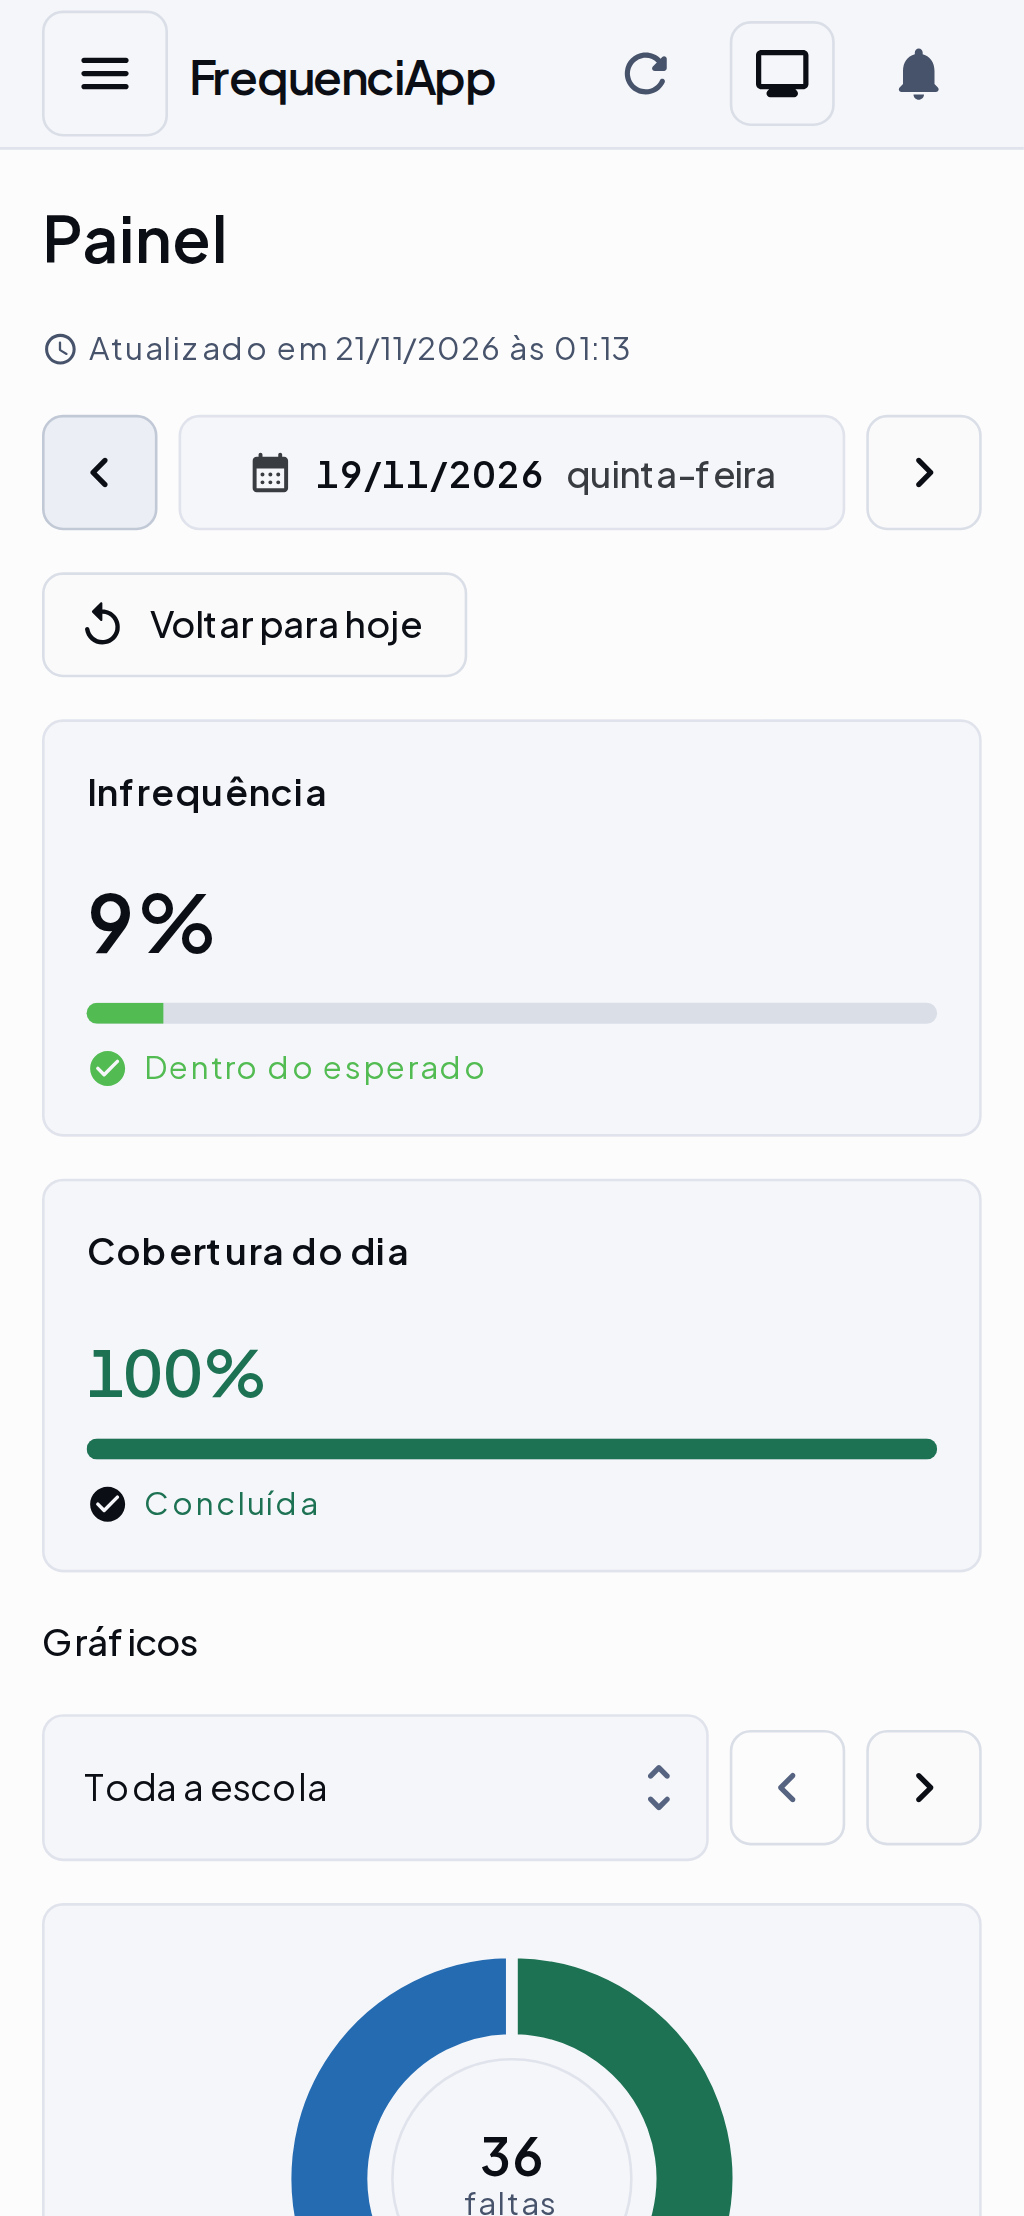 FrequenciApp
Painel
Atualizado em 21/11/2026 às 01:13
19/11/2026 quinta-feira
Voltar para hoje
Infrequência
9%
Dentro do esperado
Cobertura do dia
100%
Concluída
Gráficos
Toda a escola
36
faltas